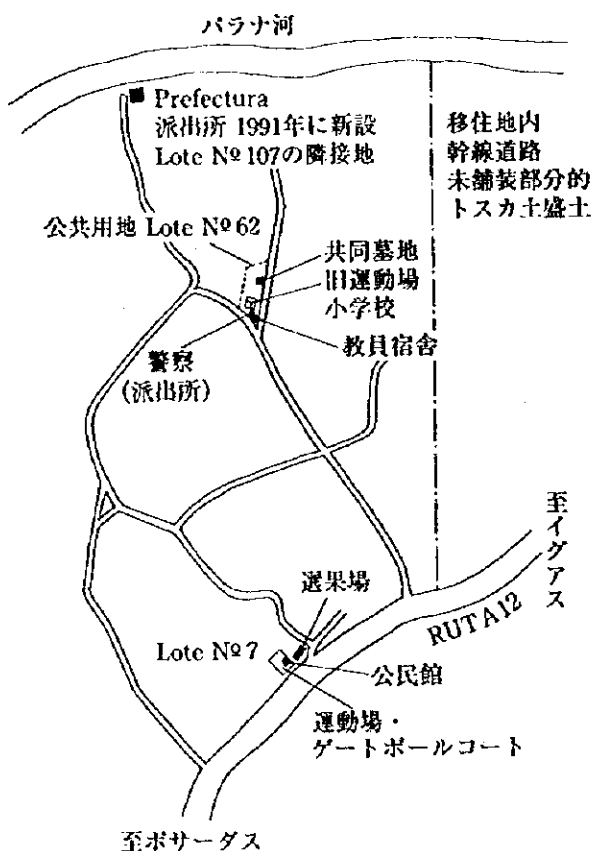 パラナ河
Prefectura
派出所 1991年に新設
Lote №107の隣接地
移住地内
幹線道路
未舗装部分的
トスカ土盛土
公共用地 Lote №62
共同墓地
旧運動場
小学校
教員宿舎
警察
(派出所)
至イグアス
選果場
RUTA12
Lote №7
公民館
運動場・
ゲートボールコート
至ポサーダス